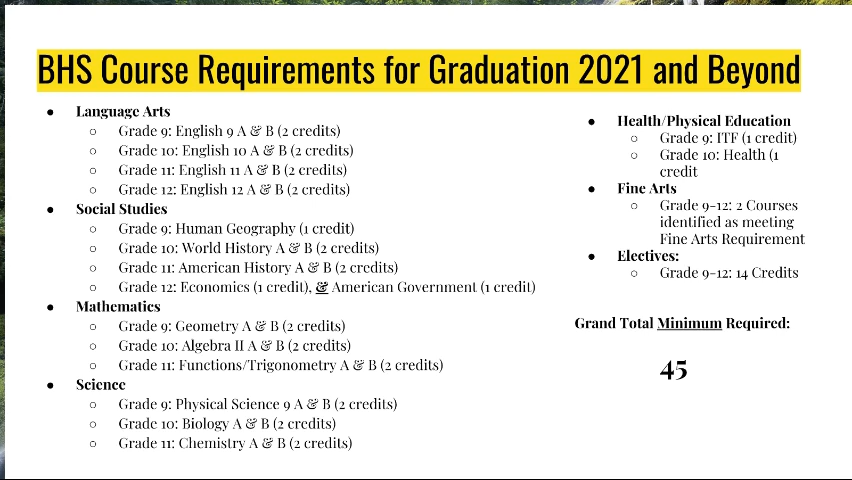 BHS Course Requirements for Graduation 2021 and Beyond
● Language Arts
○ Grade 9: English 9 A & B (2 credits)
○ Grade 10: English 10 A & B (2 credits)
○ Grade 11: English 11 A & B (2 credits)
○ Grade 12: English 12 A & B (2 credits)
● Social Studies
○ Grade 9: Human Geography (1 credit)
○ Grade 10: World History A & B (2 credits)
○ Grade 11: American History A & B (2 credits)
○ Grade 12: Economics (1 credit), & American Government (1 credit)
● Mathematics
○ Grade 9: Geometry A & B (2 credits)
○ Grade 10: Algebra II A & B (2 credits)
○ Grade 11: Functions/Trigonometry A & B (2 credits)
● Science
○ Grade 9: Physical Science 9 A & B (2 credits)
○ Grade 10: Biology A & B (2 credits)
○ Grade 11: Chemistry A & B (2 credits)
● Health/Physical Education
○ Grade 9: ITF (1 credit)
○ Grade 10: Health (1
credit
● Fine Arts
○ Grade 9-12: 2 Courses
identified as meeting
Fine Arts Requirement
● Electives:
○ Grade 9-12: 14 Credits
Grand Total Minimum Required:
45